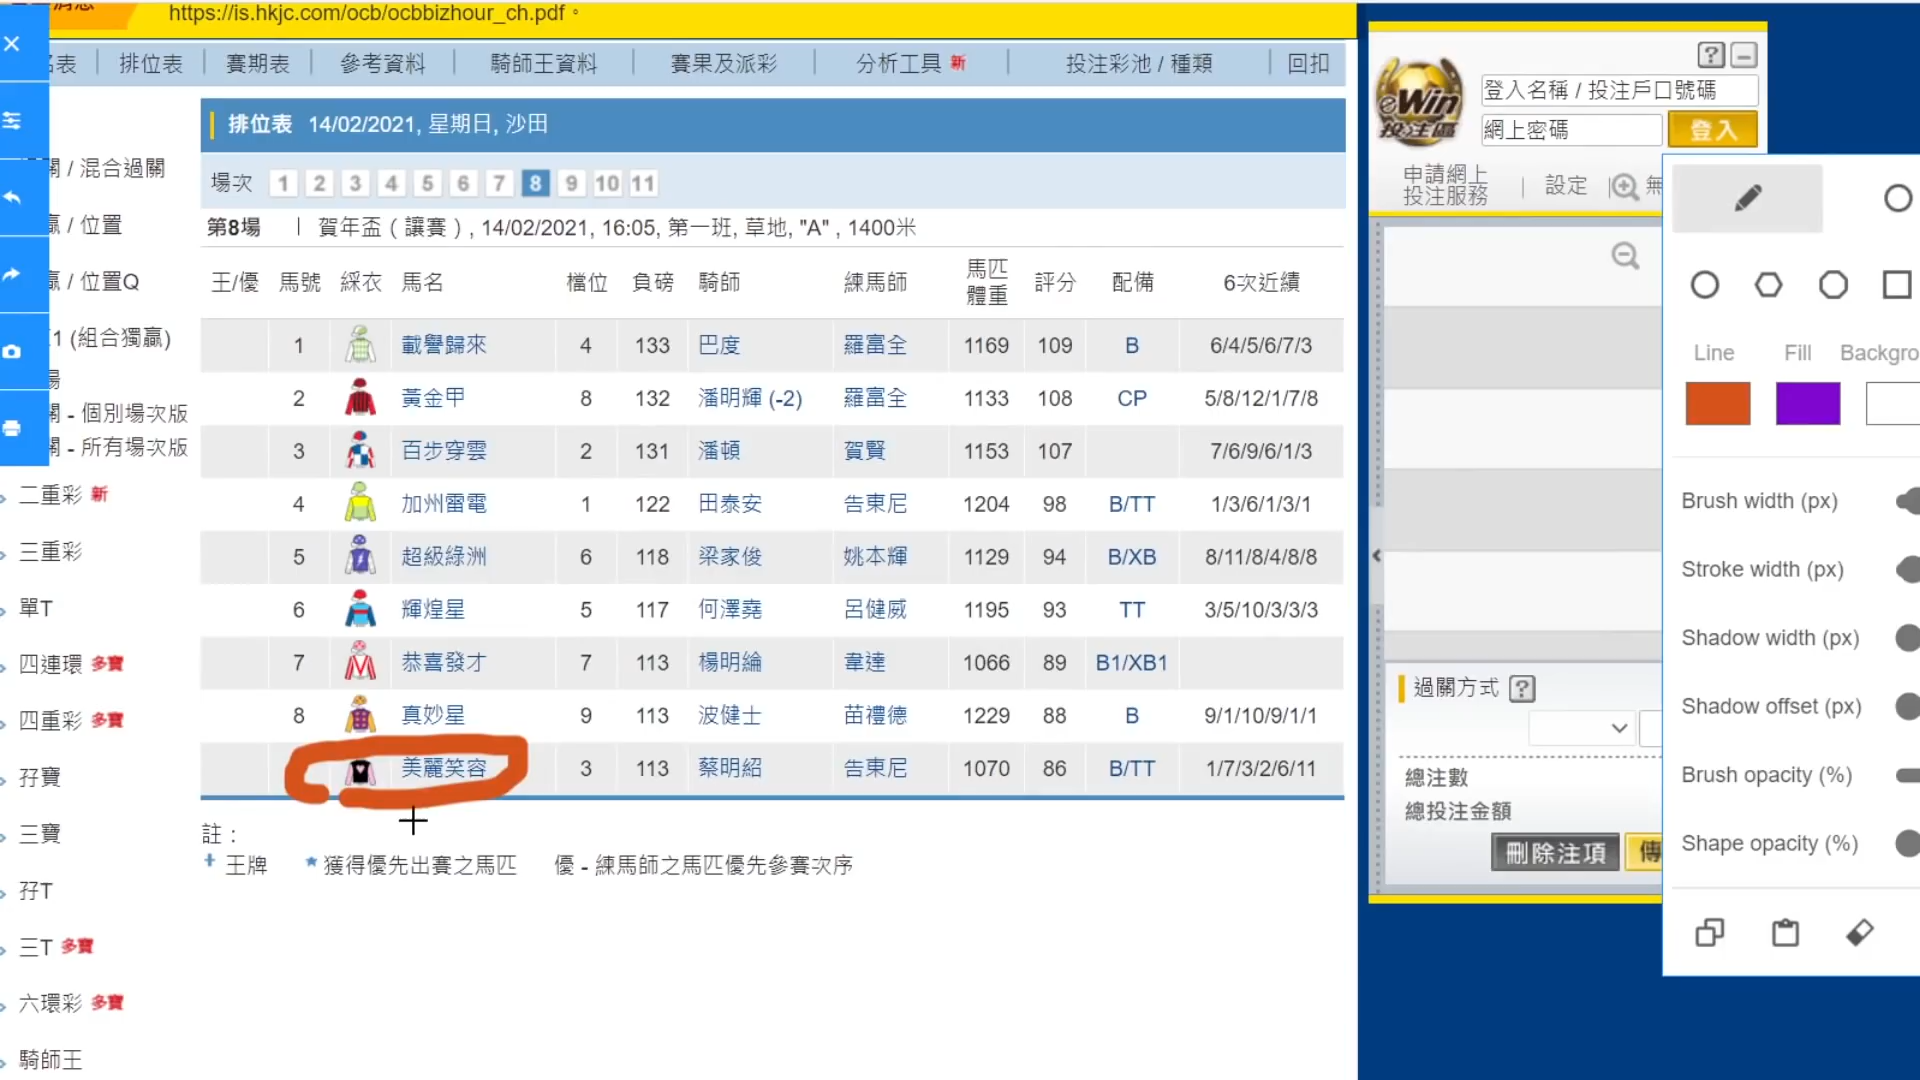 https://is.hkjc.com/ocb/ocbbizhour_ch.pdf。
名表 排位表 賽期表 參考資料 騎師王資料 賽果及派彩 分析工具 新 投注彩池 / 種類 回扣
排位表 14/02/2021, 星期日, 沙田
場次 1 2 3 4 5 6 7 8 9 10 11
第8場 | 賀年盃 ( 讓賽 ) , 14/02/2021, 16:05, 第一班, 草地, "A" , 1400米
王/優 馬號 綵衣 馬名 檔位 負磅 騎師 練馬師 馬匹體重 評分 配備 6次近績
1 載譽歸來 4 133 巴度 羅富全 1169 109 B 6/4/5/6/7/3
2 黃金甲 8 132 潘明輝 (-2) 羅富全 1133 108 CP 5/8/12/1/7/8
3 百步穿雲 2 131 潘頓 賀賢 1153 107 7/6/9/6/1/3
4 加州雷電 1 122 田泰安 告東尼 1204 98 B/TT 1/3/6/1/3/1
5 超級綠洲 6 118 梁家俊 姚本輝 1129 94 B/XB 8/11/8/4/8/8
6 輝煌星 5 117 何澤堯 呂健威 1195 93 TT 3/5/10/3/3/3
7 恭喜發才 7 113 楊明綸 韋達 1066 89 B1/XB1
8 真妙星 9 113 波健士 苗禮德 1229 88 B 9/1/10/9/1/1
美麗笑容 3 113 蔡明紹 告東尼 1070 86 B/TT 1/7/3/2/6/11
註 :
王牌 獲得優先出賽之馬匹 優 - 練馬師之馬匹優先參賽次序
關 / 混合過關
贏 / 位置
贏 / 位置Q
1 (組合獨贏)
場
關 - 個別場次版
關 - 所有場次版
二重彩 新
三重彩
單T
四連環 多寶
四重彩 多寶
孖寶
三寶
孖T
三T 多寶
六環彩 多寶
騎師王
eWin
投注區
登入名稱 / 投注戶口號碼
網上密碼
登入
申請網上
投注服務
設定
無
過關方式
總注數
總投注金額
刪除注項
傳
Line Fill Backgro
Brush width (px)
Stroke width (px)
Shadow width (px)
Shadow offset (px)
Brush opacity (%)
Shape opacity (%)